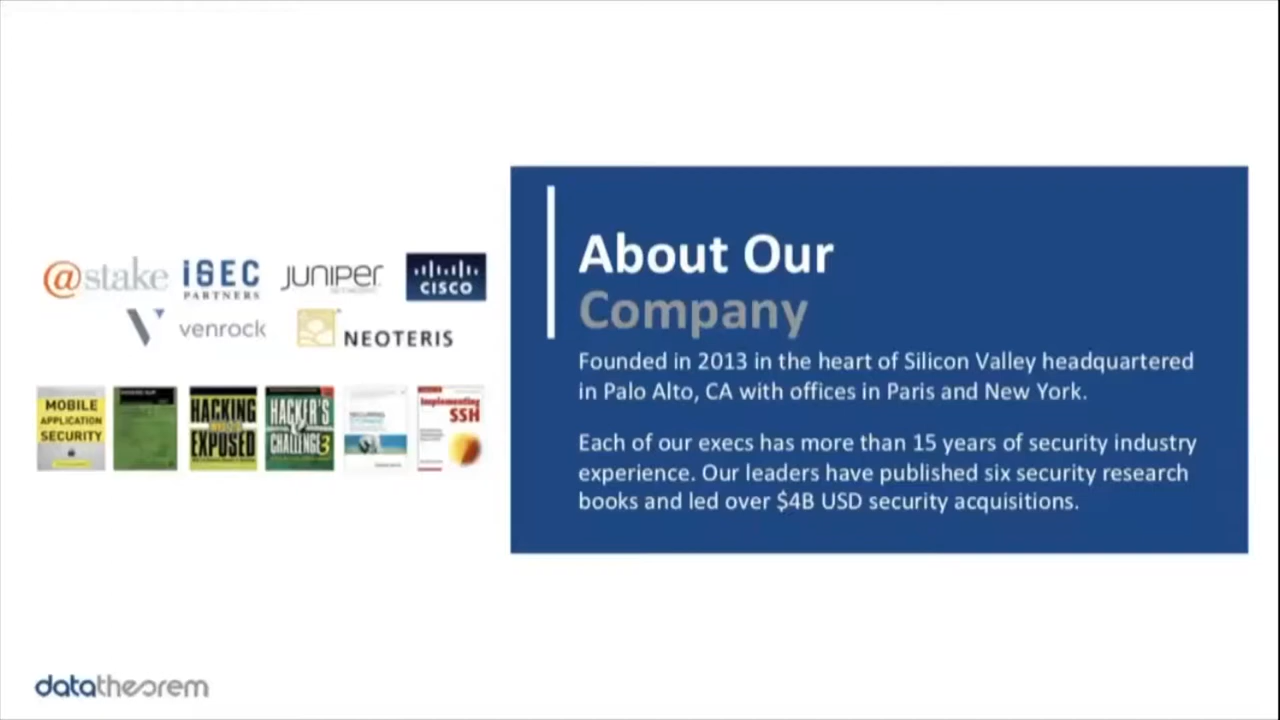 @stake
iSEC
PARTNERS
JUNIPER
CISCO
venrock
NEOTERIS
MOBILE
APPLICATION
SECURITY
HACKING
EXPOSED
HACKER'S
CHALLENGE 3
Implementing
SSH
About Our
Company
Founded in 2013 in the heart of Silicon Valley headquartered
in Palo Alto, CA with offices in Paris and New York.
Each of our execs has more than 15 years of security industry
experience. Our leaders have published six security research
books and led over $4B USD security acquisitions.
datatheorem